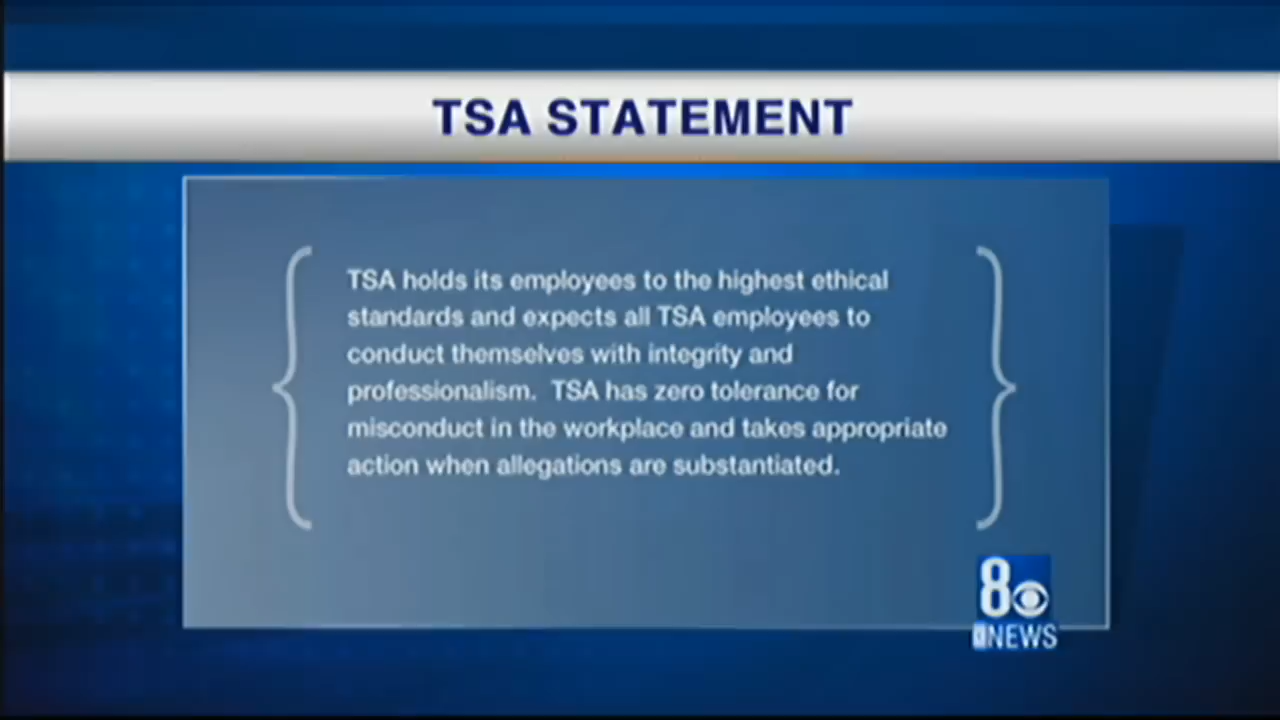 TSA STATEMENT
TSA holds its employees to the highest ethical
standards and expects all TSA employees to
conduct themselves with integrity and
professionalism.  TSA has zero tolerance for
misconduct in the workplace and takes appropriate
action when allegations are substantiated.
8
NEWS